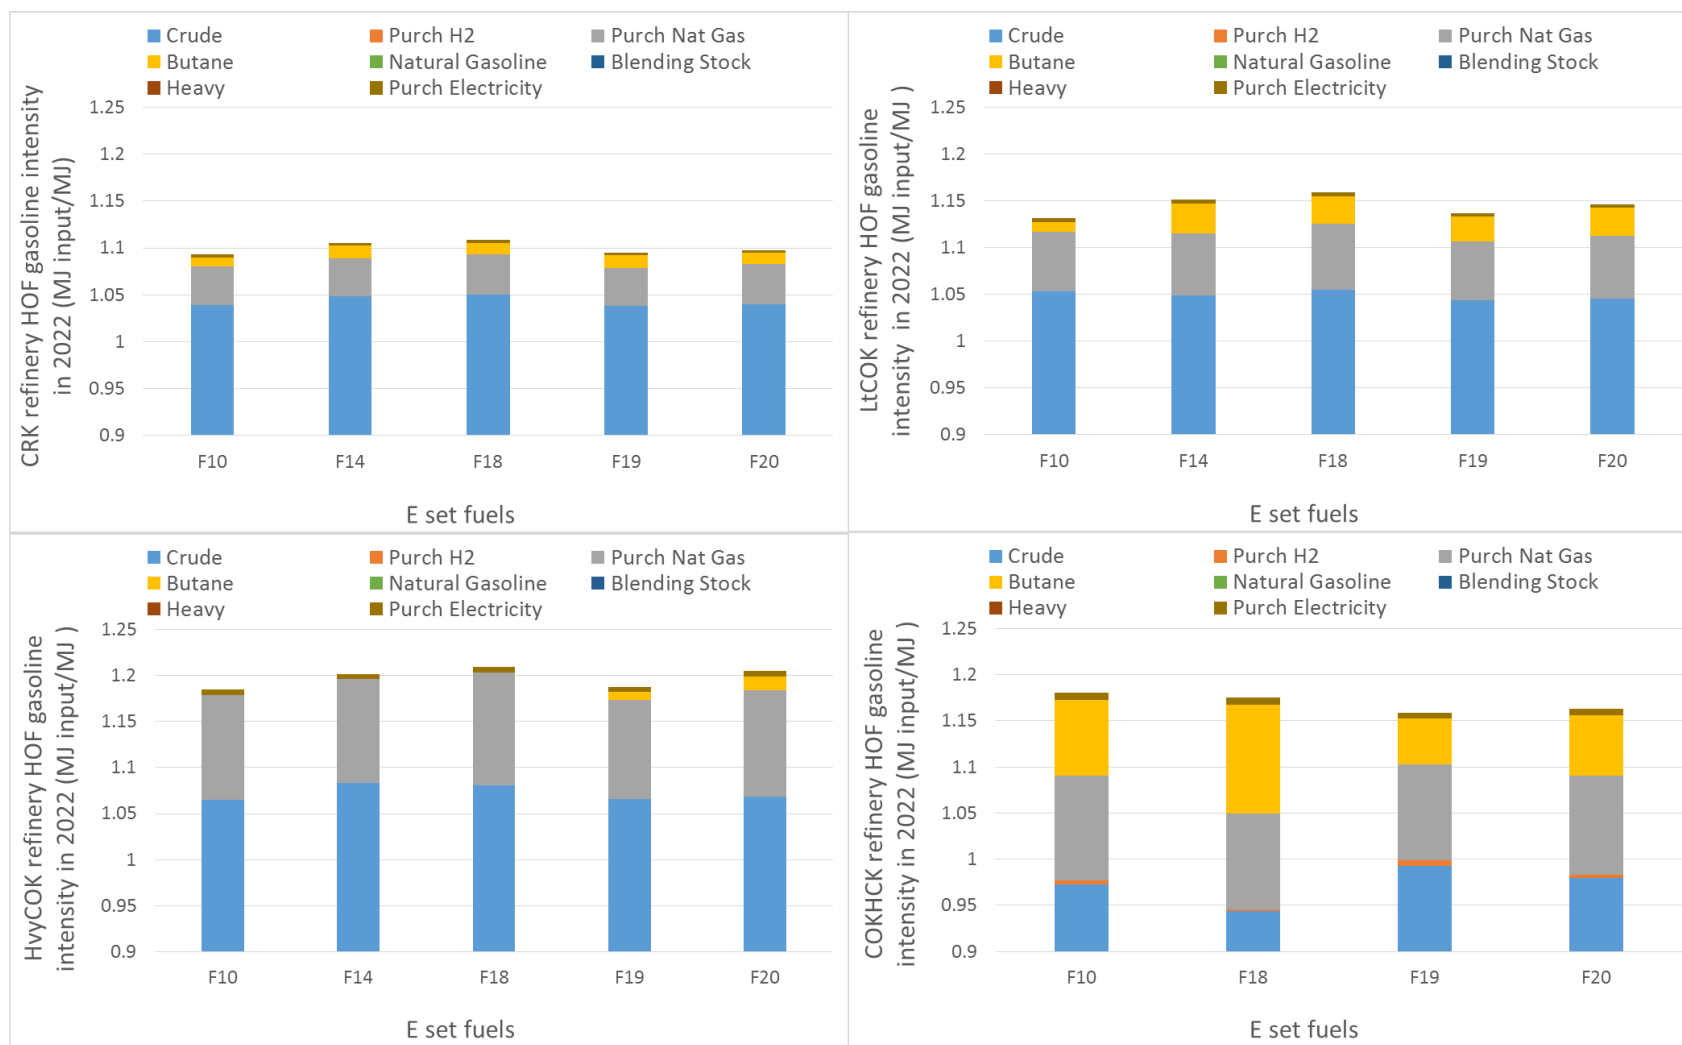 Crude Purch H2 Purch Nat Gas
Butane Natural Gasoline Blending Stock
Heavy Purch Electricity
CRK refinery HOF gasoline intensity
in 2022 (MJ input/MJ)
1.25
1.2
1.15
1.1
1.05
1
0.95
0.9
F10 F14 F18 F19 F20
E set fuels
Crude Purch H2 Purch Nat Gas
Butane Natural Gasoline Blending Stock
Heavy Purch Electricity
LtCOK refinery HOF gasoline
intensity in 2022 (MJ input/MJ)
1.25
1.2
1.15
1.1
1.05
1
0.95
0.9
F10 F14 F18 F19 F20
E set fuels
Crude Purch H2 Purch Nat Gas
Butane Natural Gasoline Blending Stock
Heavy Purch Electricity
HvyCOK refinery HOF gasoline
intensity in 2022 (MJ input/MJ )
1.25
1.2
1.15
1.1
1.05
1
0.95
0.9
F10 F14 F18 F19 F20
E set fuels
Crude Purch H2 Purch Nat Gas
Butane Natural Gasoline Blending Stock
Heavy Purch Electricity
COKHCK refinery HOF gasoline
intensity in 2022 (MJ input/MJ )
1.25
1.2
1.15
1.1
1.05
1
0.95
0.9
F10 F18 F19 F20
E set fuels